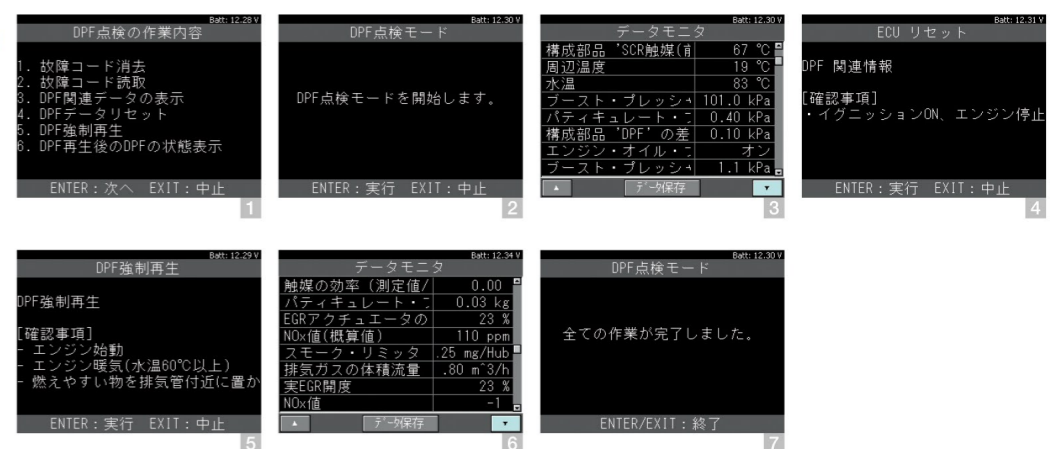 Batt: 12.28 V
DPF点検の作業内容
1. 故障コード消去
2. 故障コード読取
3. DPF関連データの表示
4. DPFデータリセット
5. DPF強制再生
6. DPF再生後のDPFの状態表示
ENTER：次へ EXIT：中止
1
Batt: 12.30 V
DPF点検モード
DPF点検モードを開始します。
ENTER：実行 EXIT：中止
2
Batt: 12.30 V
データモニタ
構成部品 'SCR触媒(前 67 ℃
周辺温度 19 ℃
水温 83 ℃
ブースト・プレッシャ 101.0 kPa
パティキュレート・フ 0.40 kPa
構成部品 'DPF' の差 0.10 kPa
エンジン・オイル・ オン
ブースト・プレッシャ 1.1 kPa
▲ データ保存 ▼
3
Batt: 12.31 V
ECU リセット
DPF 関連情報
[確認事項]
・イグニッションON、エンジン停止
ENTER：実行 EXIT：中止
4
Batt: 12.29 V
DPF強制再生
DPF強制再生
[確認事項]
- エンジン始動
- エンジン暖気(水温60℃以上)
- 燃えやすい物を排気管付近に置か
ENTER：実行 EXIT：中止
5
Batt: 12.34 V
データモニタ
触媒の効率（測定値/ 0.00
パティキュレート・フ 0.03 kg
EGRアクチュエータの 23 %
NOx値(概算値) 110 ppm
スモーク・リミッタ .25 mg/Hub
排気ガスの体積流量 .80 m^3/h
実EGR開度 23 %
NOx値 -1
▲ データ保存 ▼
6
Batt: 12.30 V
DPF点検モード
全ての作業が完了しました。
ENTER/EXIT：終了
7